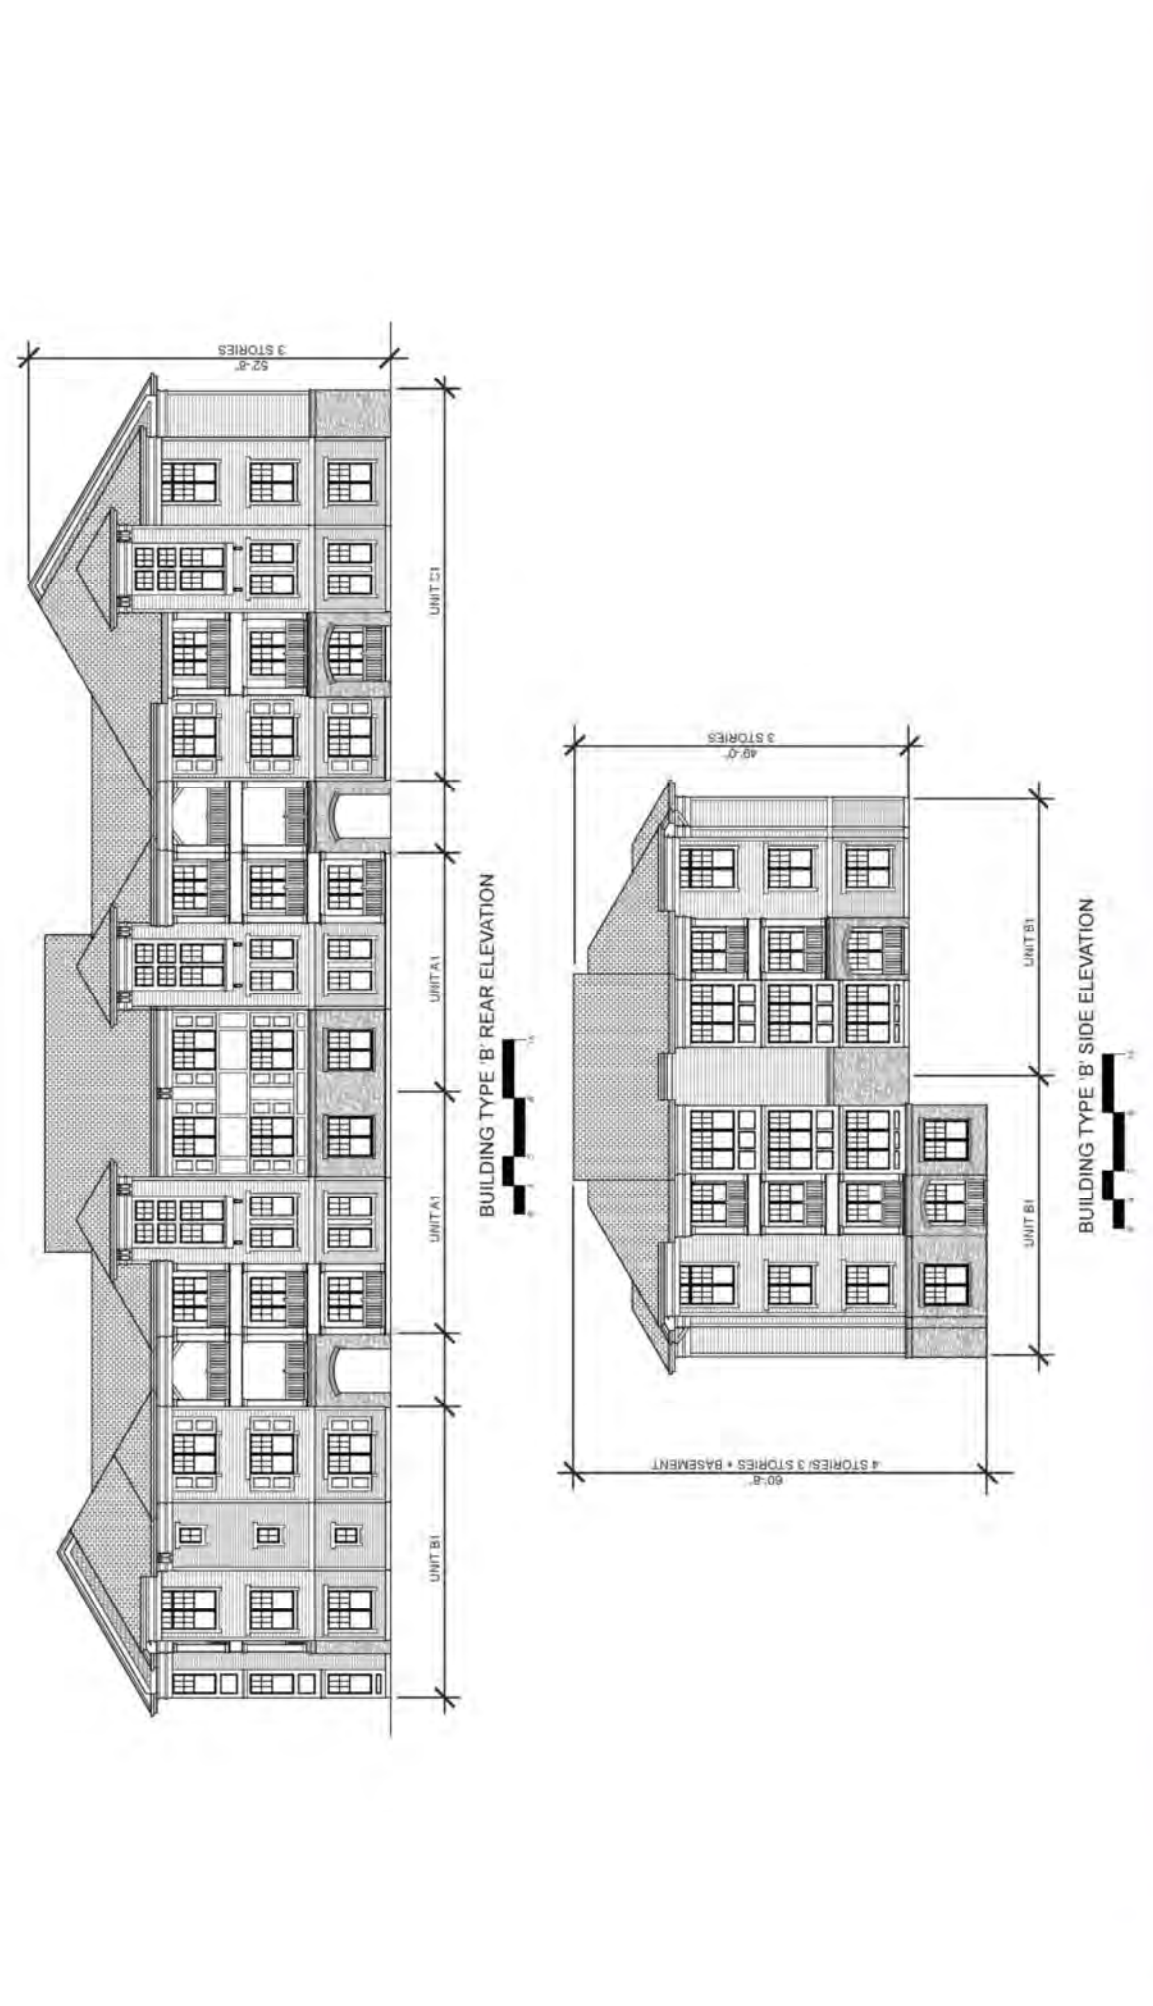 52'-8"
3 STORIES
UNIT B1
UNIT A1
UNIT A1
UNIT C1
BUILDING TYPE 'B' REAR ELEVATION
60'-8"
4 STORIES/ 3 STORIES + BASEMENT
49'-0"
3 STORIES
UNIT B1
UNIT B1
BUILDING TYPE 'B' SIDE ELEVATION